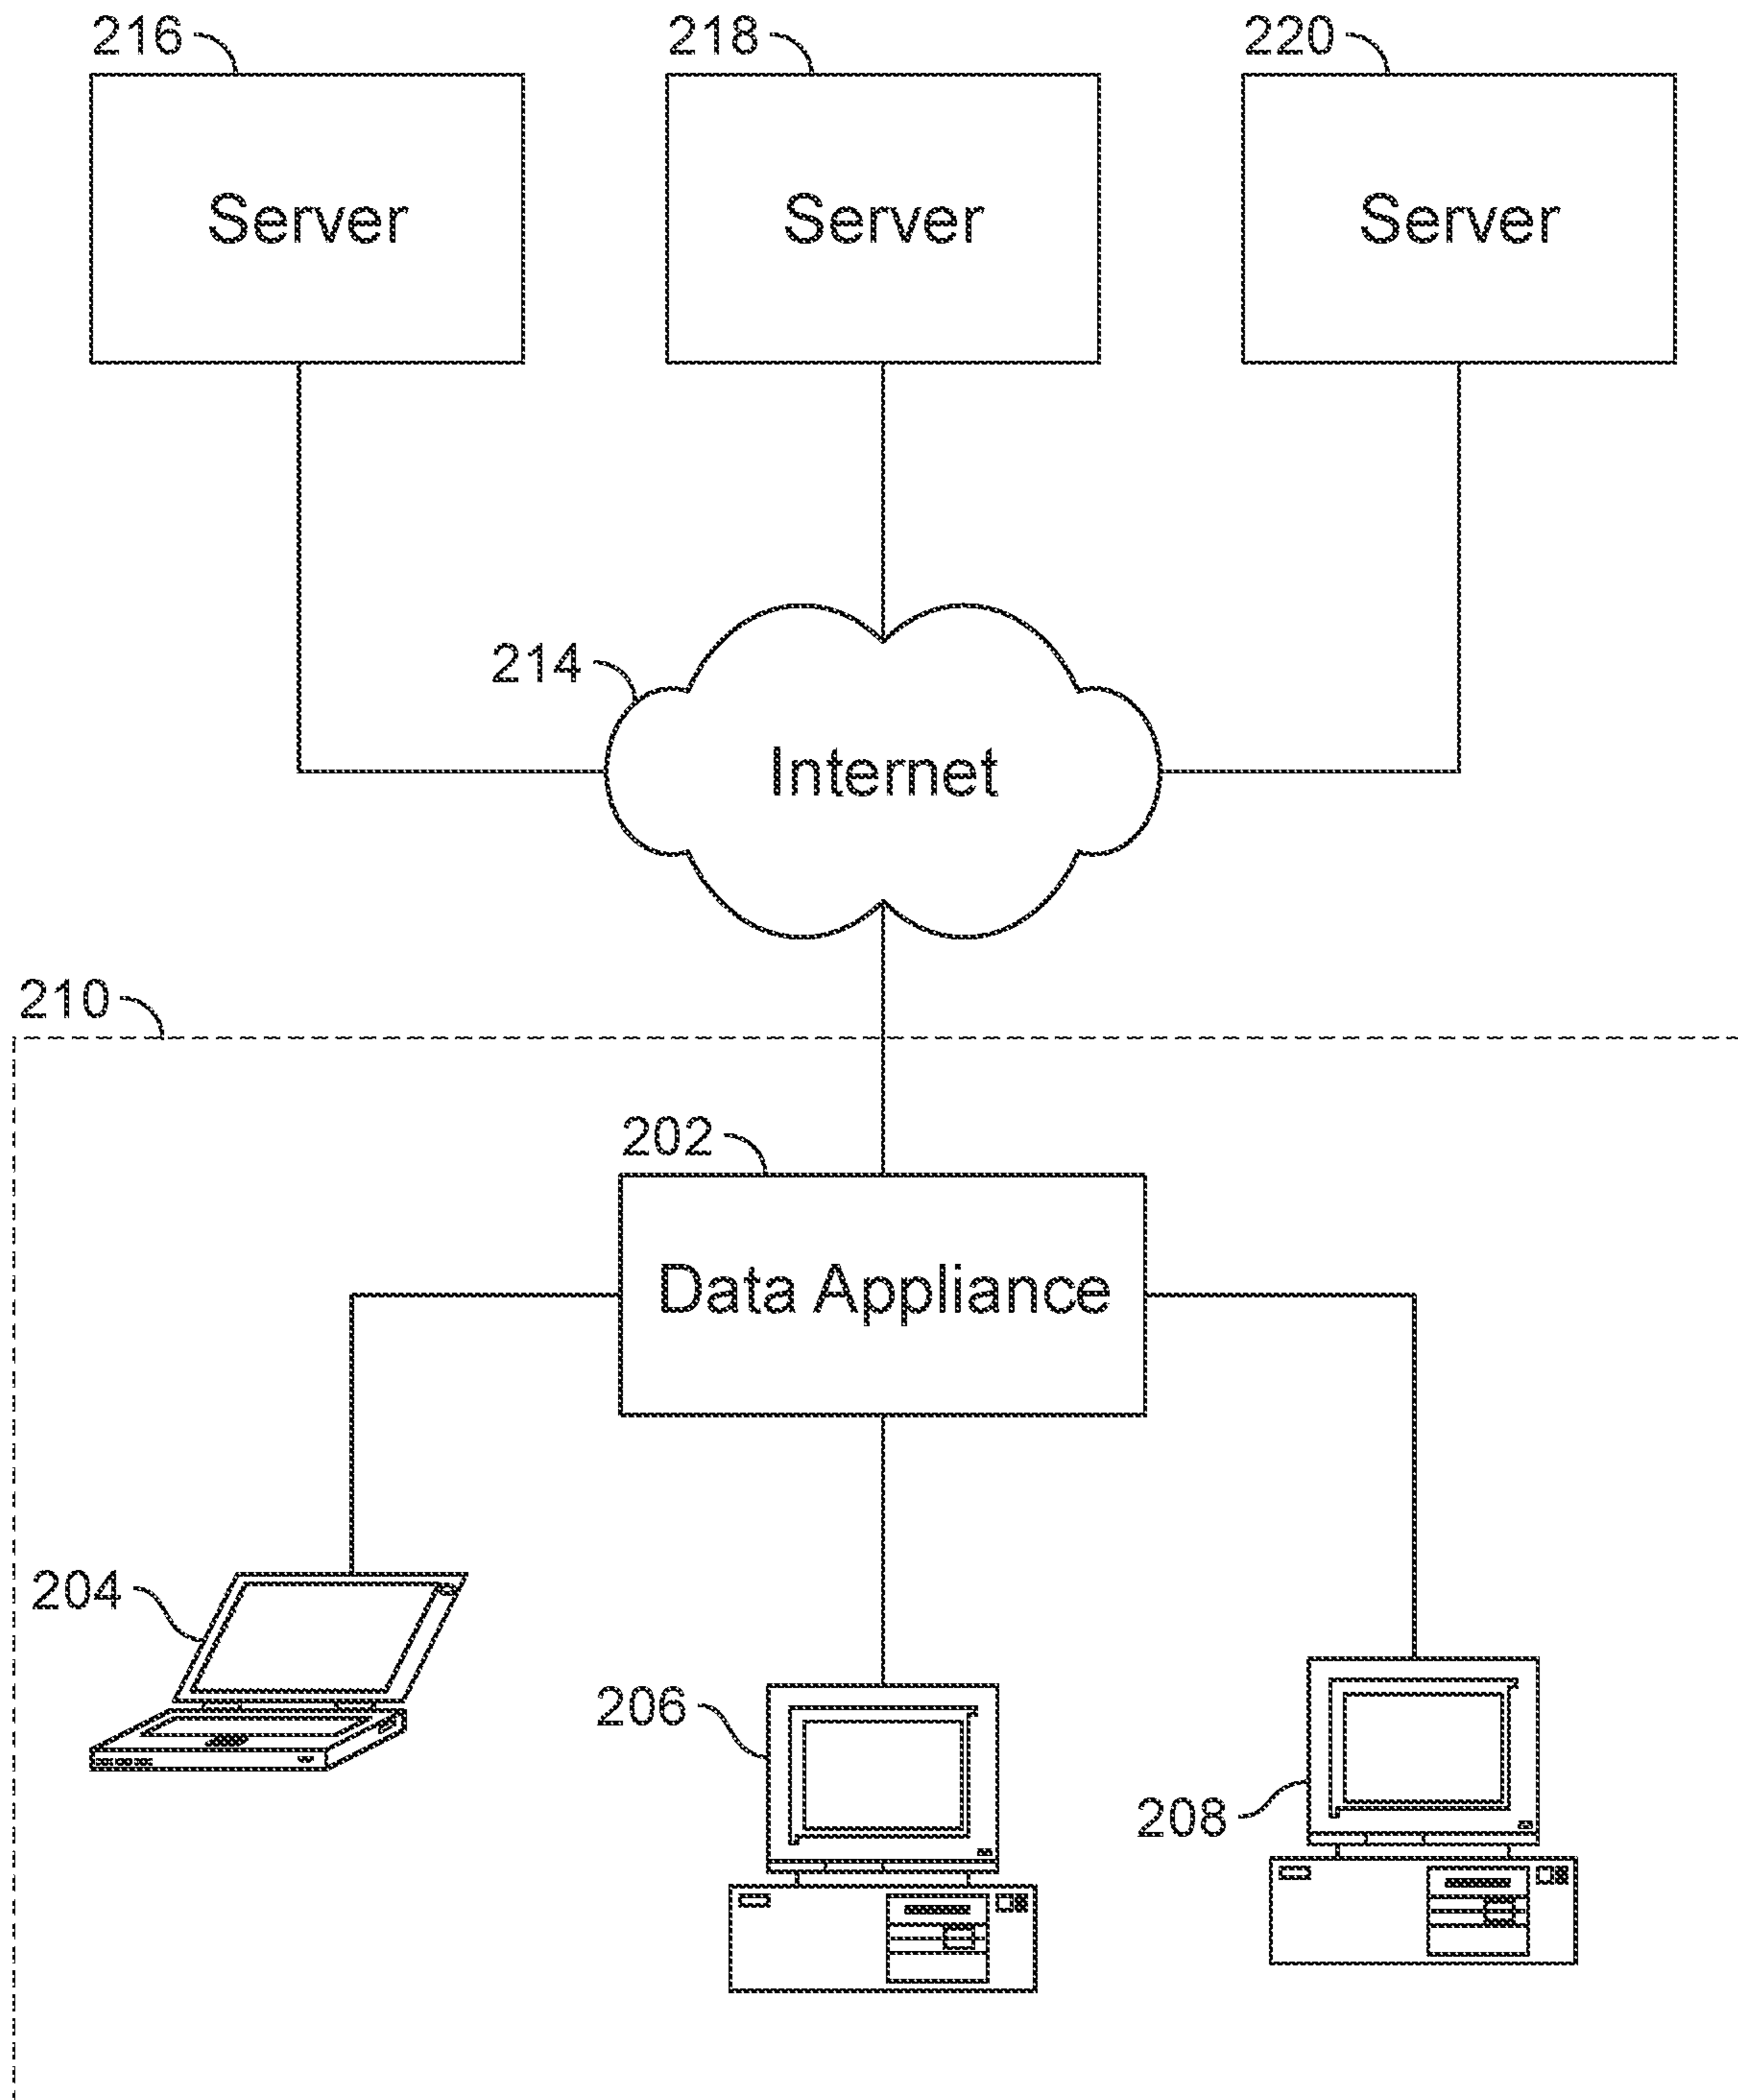 216
218
220
Server
Server
Server
214
Internet
210
202
Data Appliance
204
206
208